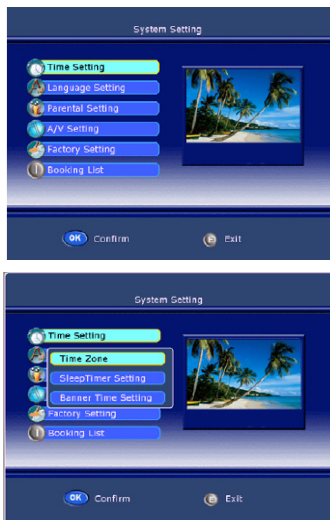 System Setting
Time Setting
Language Setting
Parental Setting
A/V Setting
Factory Setting
Booking List
OK Confirm
Exit
System Setting
Time Setting
Time Zone
SleepTimer Setting
Banner Time Setting
Factory Setting
Booking List
OK Confirm
Exit